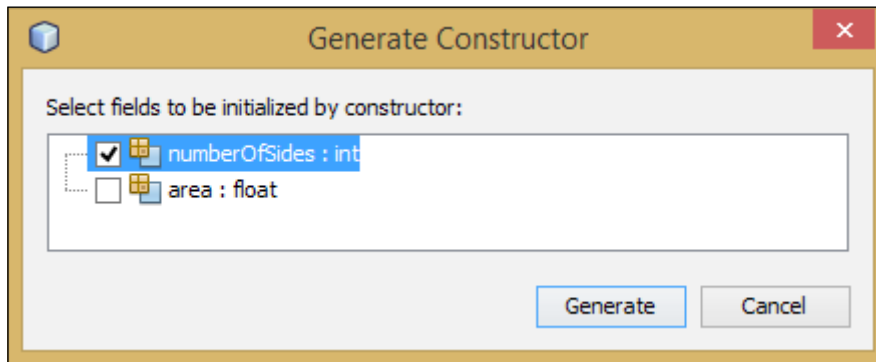 Generate Constructor
Select fields to be initialized by constructor:
numberOfSides : int
area : float
Generate Cancel